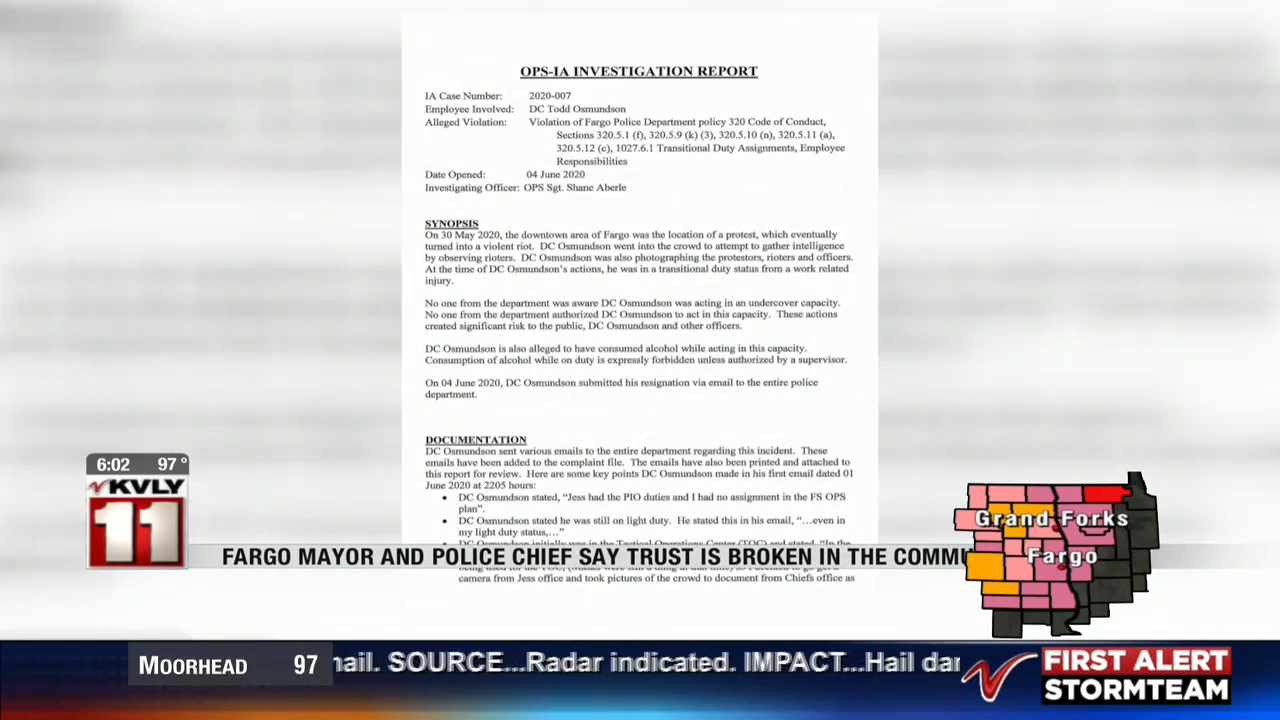 OPS-IA INVESTIGATION REPORT
IA Case Number: 2020-007
Employee Involved: DC Todd Osmundson
Alleged Violation: Violation of Fargo Police Department policy 320 Code of Conduct,
Sections 320.5.1 (f), 320.5.9 (k) (3), 320.5.10 (n), 320.5.11 (a),
320.5.12 (c), 1027.6.1 Transitional Duty Assignments, Employee
Responsibilities
Date Opened: 04 June 2020
Investigating Officer: OPS Sgt. Shane Aberle
SYNOPSIS
On 30 May 2020, the downtown area of Fargo was the location of a protest, which eventually
turned into a violent riot. DC Osmundson went into the crowd to attempt to gather intelligence
by observing rioters. DC Osmundson was also photographing the protestors, rioters and officers.
At the time of DC Osmundson's actions, he was in a transitional duty status from a work related
injury.
No one from the department was aware DC Osmundson was acting in an undercover capacity.
No one from the department authorized DC Osmundson to act in this capacity. These actions
created significant risk to the public, DC Osmundson and other officers.
DC Osmundson is also alleged to have consumed alcohol while acting in this capacity.
Consumption of alcohol while on duty is expressly forbidden unless authorized by a supervisor.
On 04 June 2020, DC Osmundson submitted his resignation via email to the entire police
department.
DOCUMENTATION
DC Osmundson sent various emails to the entire department regarding this incident. These
emails have been added to the complaint file. The emails have also been printed and attached to
this report for review. Here are some key points DC Osmundson made in his first email dated 01
June 2020 at 2205 hours:
• DC Osmundson stated, “Jess had the PIO duties and I had no assignment in the FS OPS
plan”.
• DC Osmundson stated he was still on light duty. He stated this in his email, “…even in
my light duty status,…”
• DC Osmundson initially was in the Tactical Operations Center (TOC) and stated, “In the
camera from Jess office and took pictures of the crowd to document from Chiefs office as
6:02 97°
KVLY
11
FARGO MAYOR AND POLICE CHIEF SAY TRUST IS BROKEN IN THE COMMU
Grand Forks
Fargo
MOORHEAD 97
hail. SOURCE...Radar indicated. IMPACT...Hail dar
FIRST ALERT
STORMTEAM